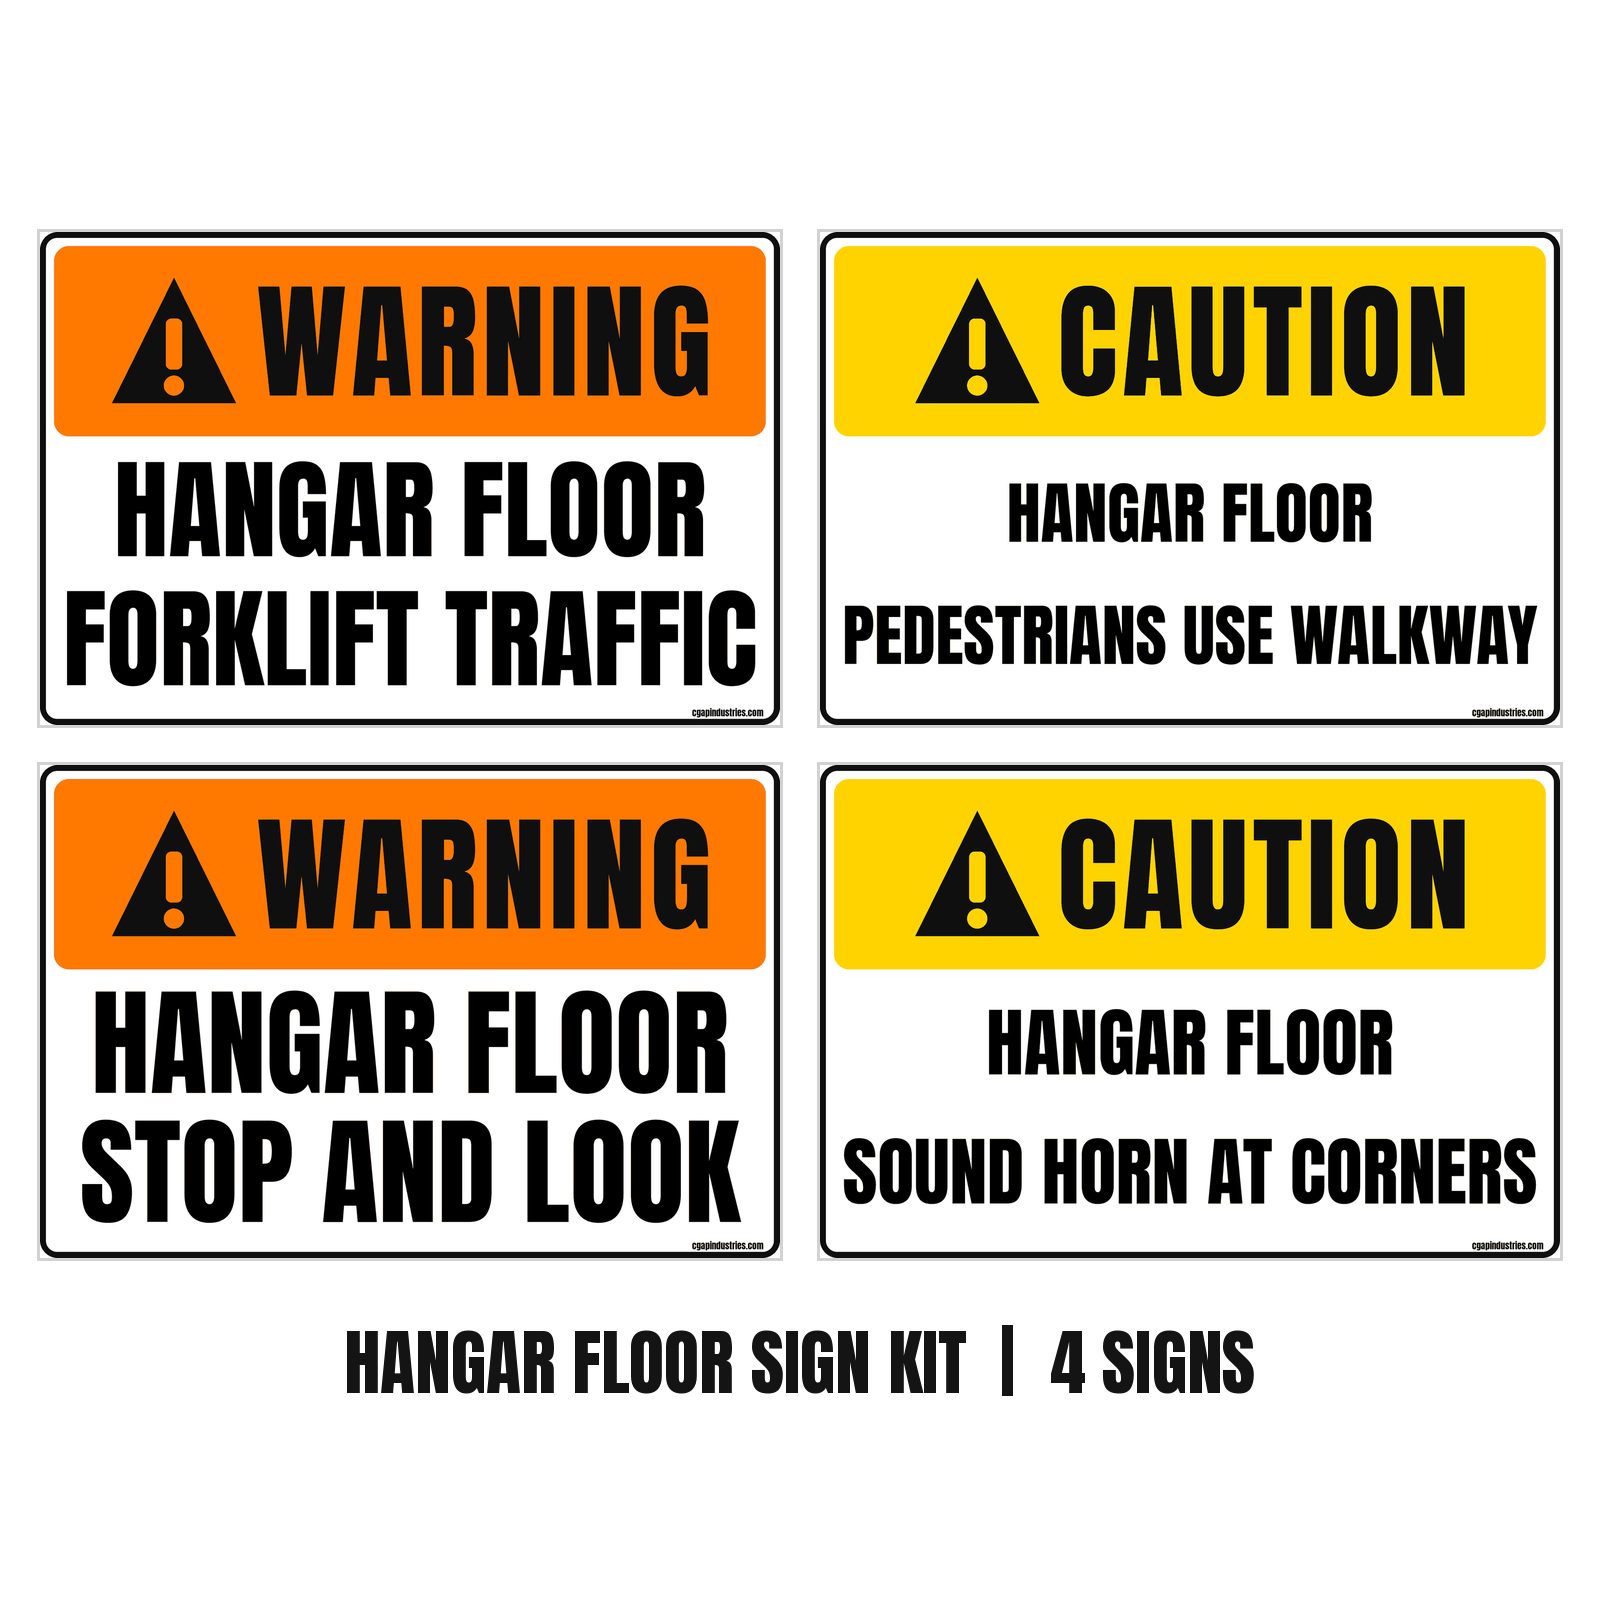 WARNING
HANGAR FLOOR
FORKLIFT TRAFFIC
cgapindustries.com
CAUTION
HANGAR FLOOR
PEDESTRIANS USE WALKWAY
cgapindustries.com
WARNING
HANGAR FLOOR
STOP AND LOOK
cgapindustries.com
CAUTION
HANGAR FLOOR
SOUND HORN AT CORNERS
cgapindustries.com
HANGAR FLOOR SIGN KIT | 4 SIGNS